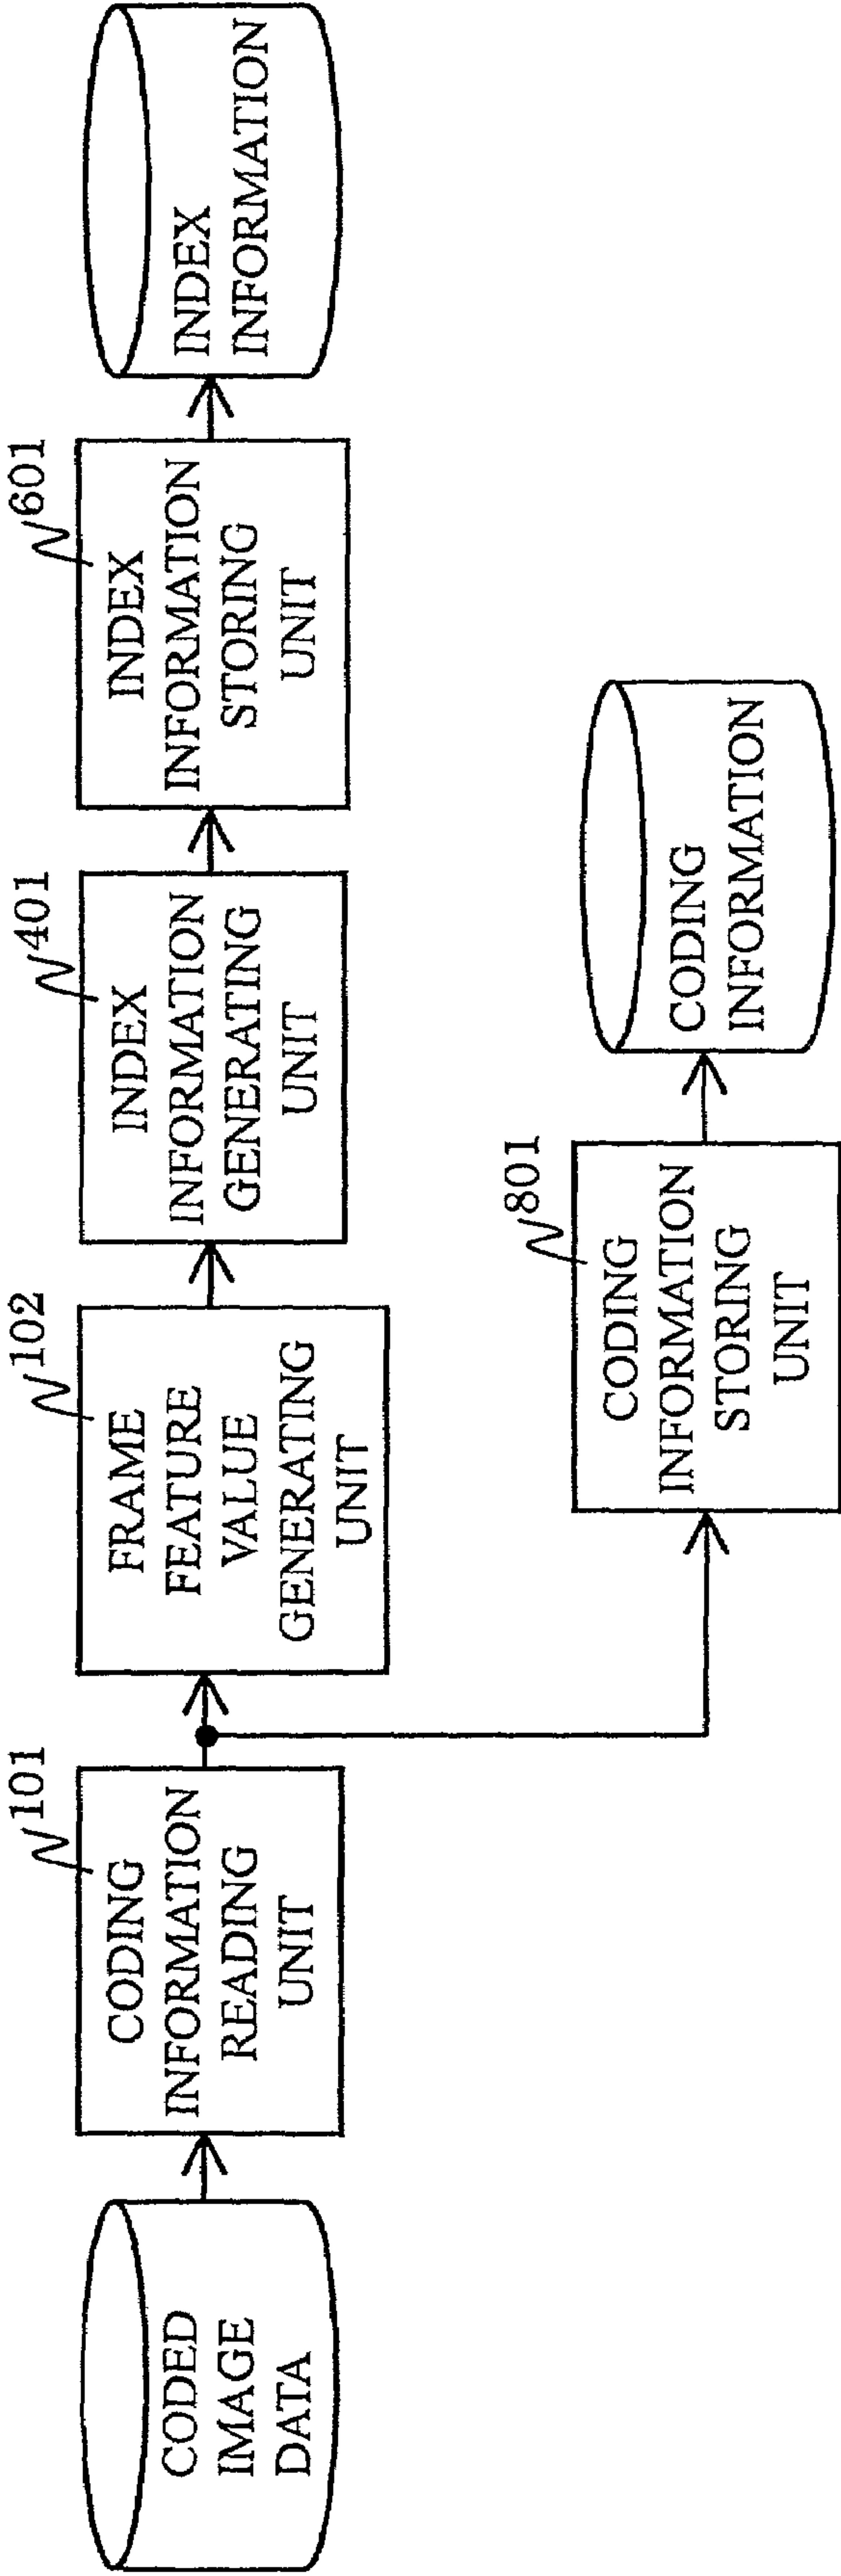 CODED
IMAGE
DATA
101
CODING
INFORMATION
READING
UNIT
102
FRAME
FEATURE
VALUE
GENERATING
UNIT
401
INDEX
INFORMATION
GENERATING
UNIT
601
INDEX
INFORMATION
STORING
UNIT
INDEX
INFORMATION
801
CODING
INFORMATION
STORING
UNIT
CODING
INFORMATION